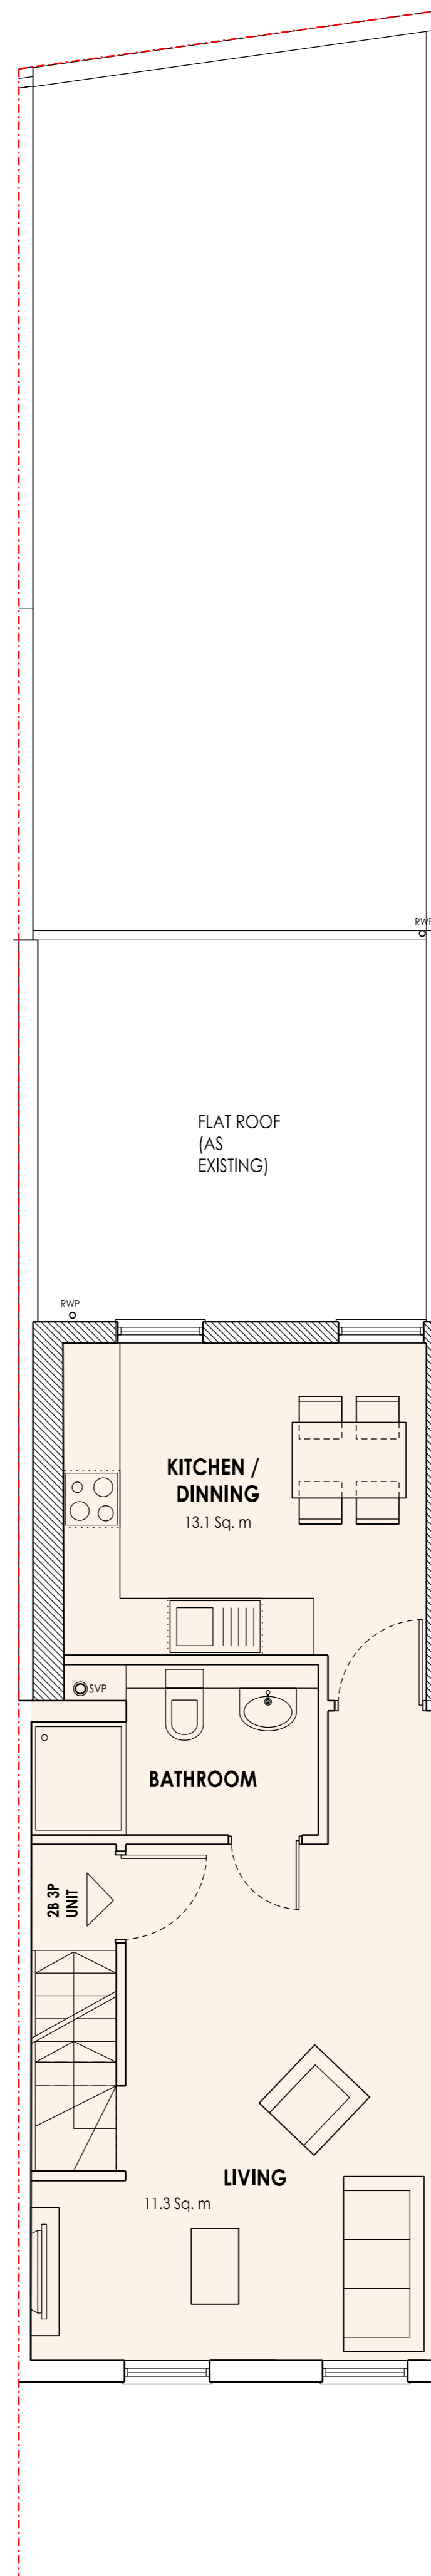 RWP
FLAT ROOF
(AS
EXISTING)
RWP
KITCHEN /
DINNING
13.1 Sq. m
SVP
BATHROOM
2B 3P
UNIT
LIVING
11.3 Sq. m